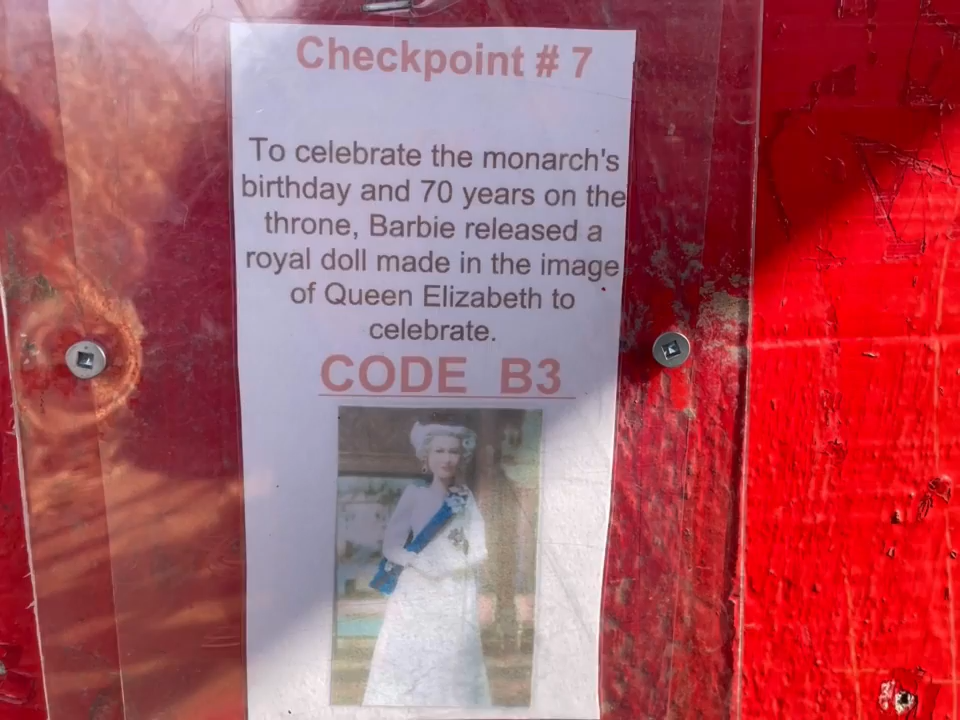 Checkpoint # 7
To celebrate the monarch's
birthday and 70 years on the
throne, Barbie released a
royal doll made in the image
of Queen Elizabeth to
celebrate.
CODE B3